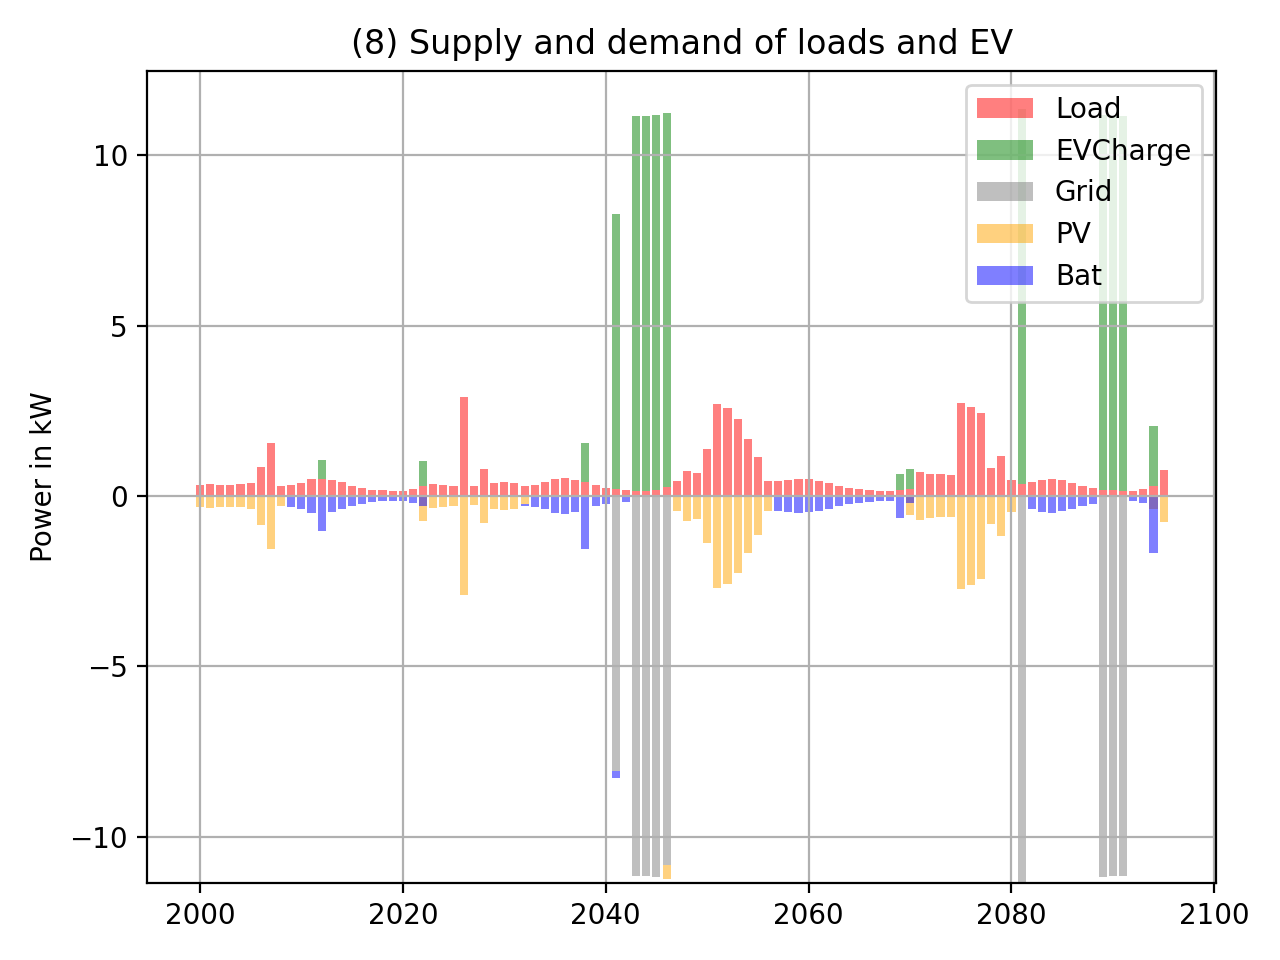 (8) Supply and demand of loads and EV
Load
EVCharge
Grid
PV
Bat
Power in kW
10
5
0
−5
−10
2000 2020 2040 2060 2080 2100